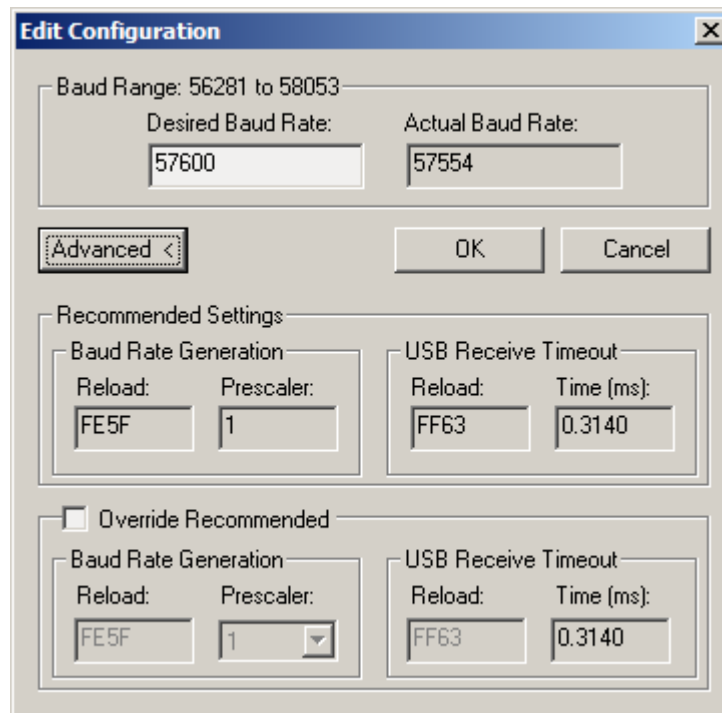 Edit Configuration
Baud Range: 56281 to 58053
Desired Baud Rate: Actual Baud Rate:
57600 57554
Advanced < OK Cancel
Recommended Settings
Baud Rate Generation USB Receive Timeout
Reload: Prescaler: Reload: Time (ms):
FE5F 1 FF63 0.3140
Override Recommended
Baud Rate Generation USB Receive Timeout
Reload: Prescaler: Reload: Time (ms):
FE5F 1 FF63 0.3140